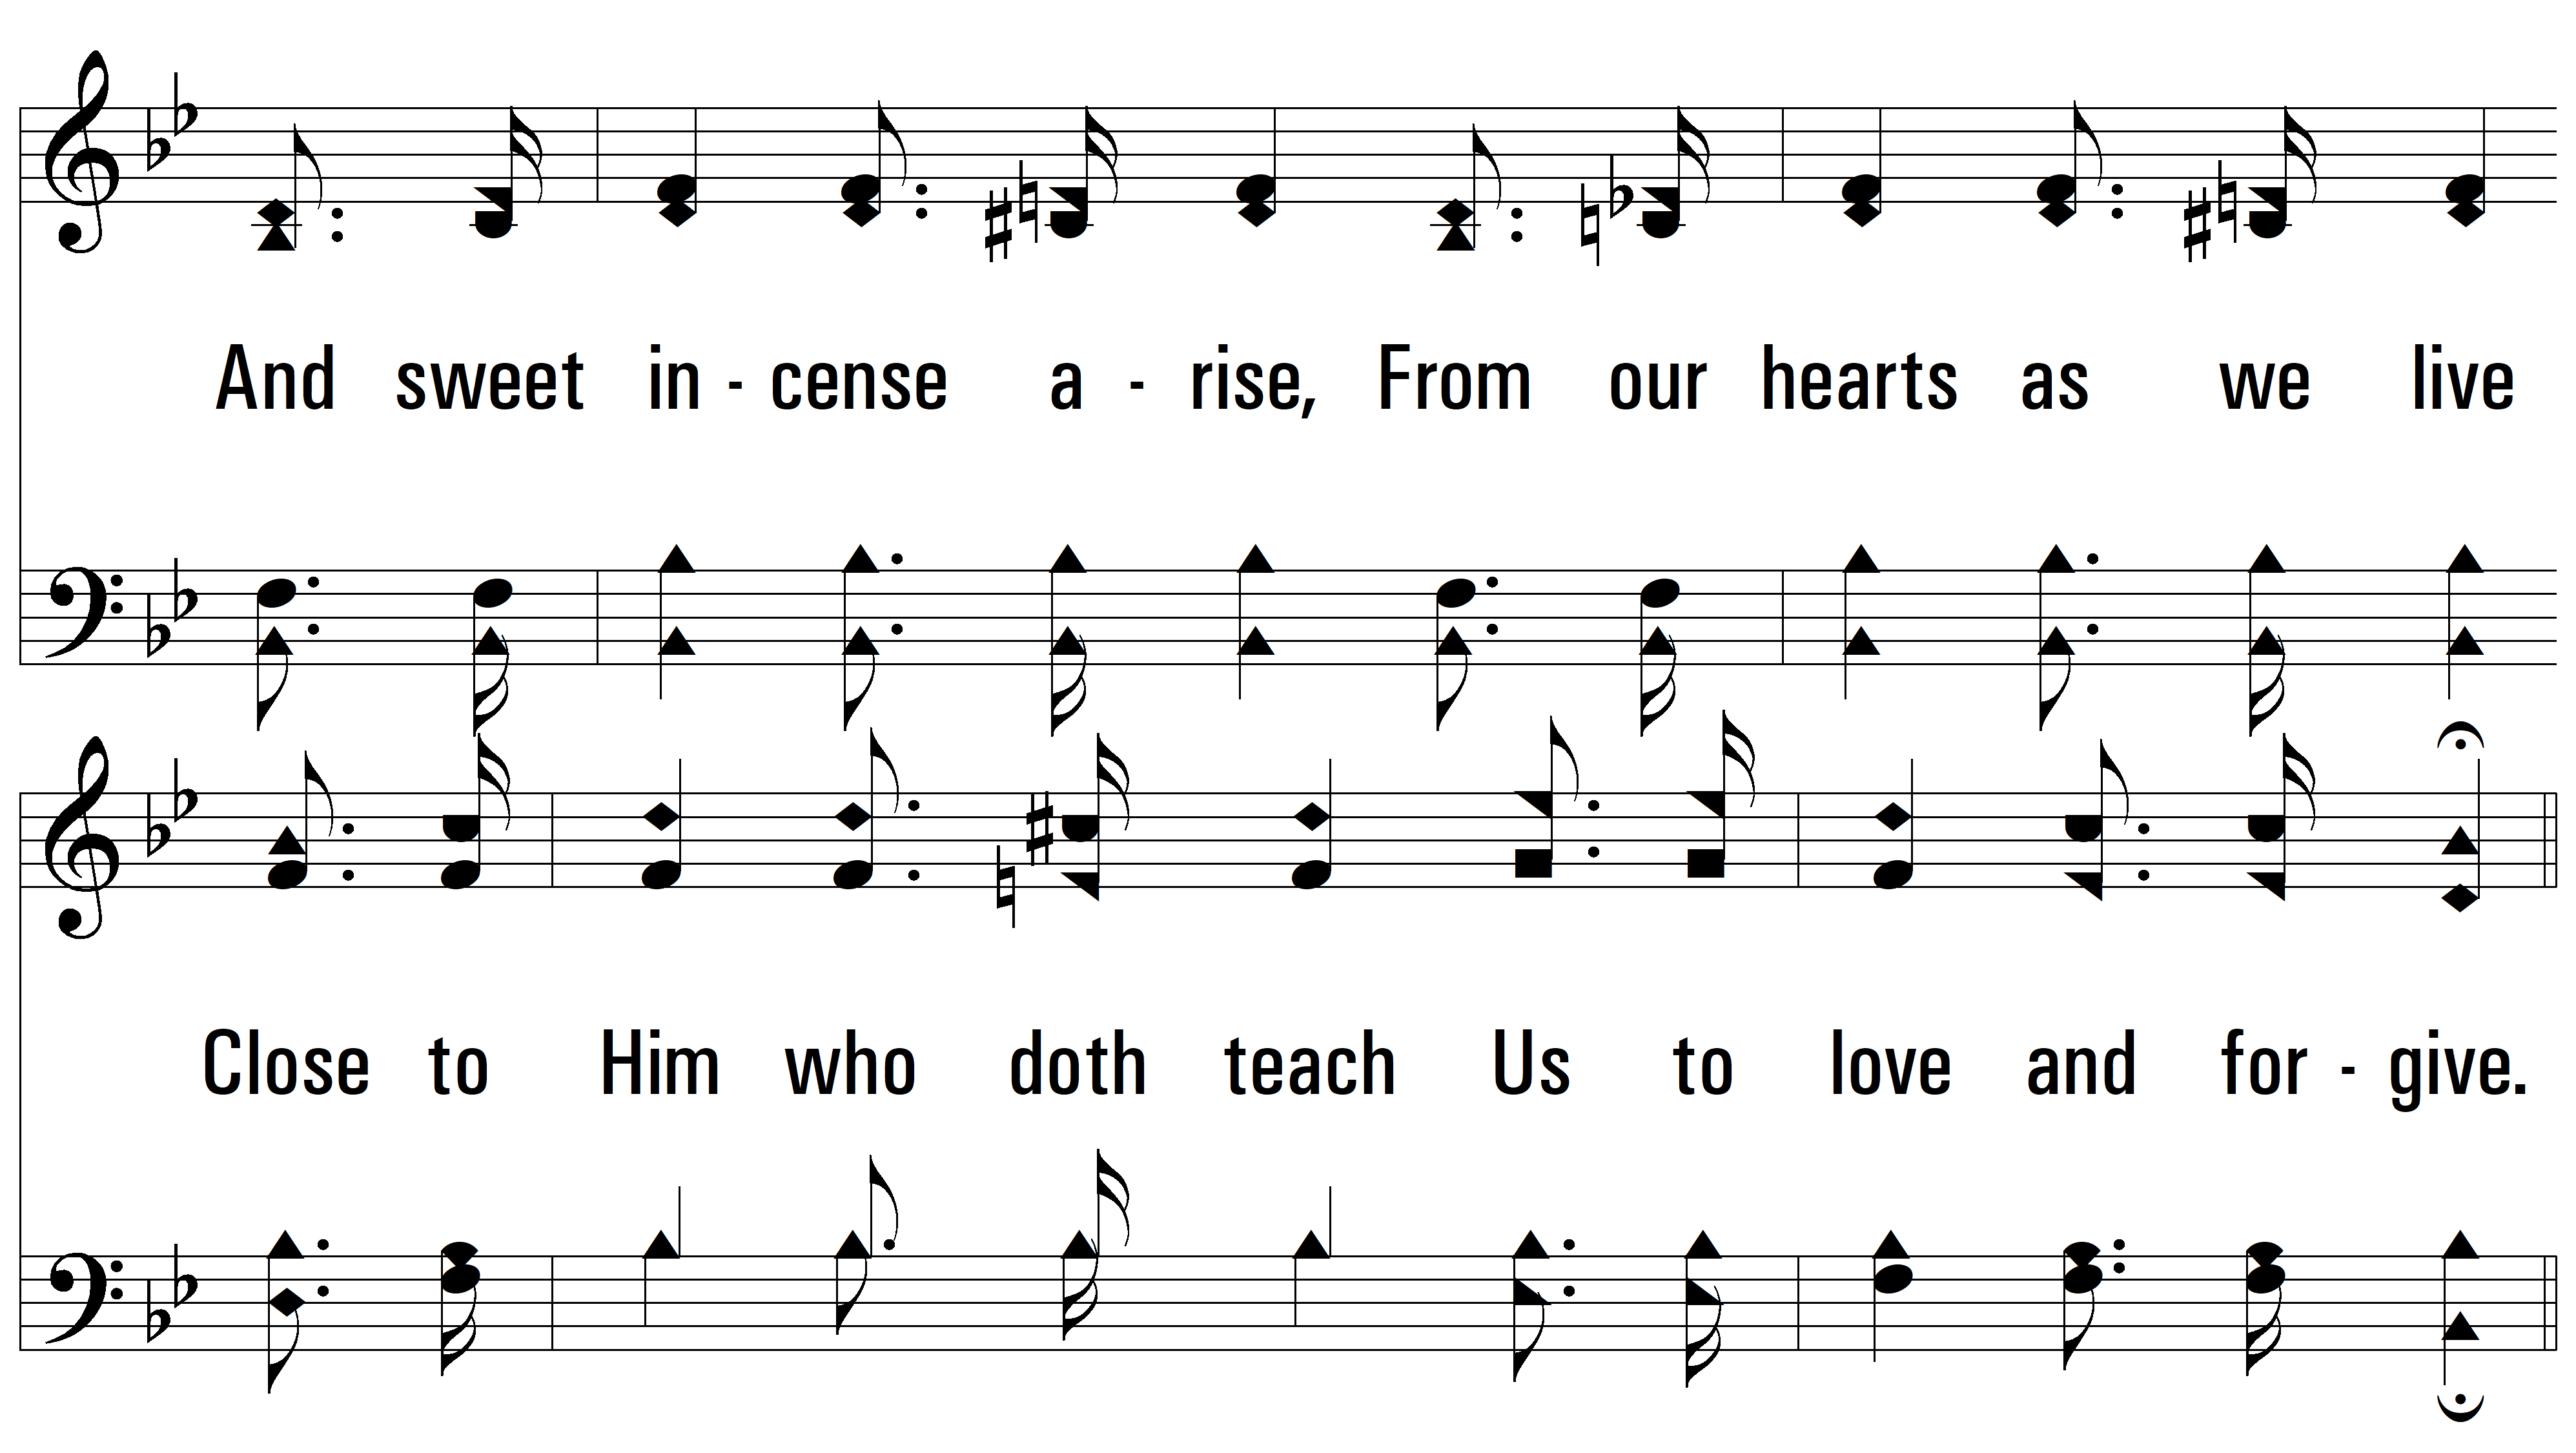 And sweet in - cense a - rise, From our hearts as we live
Close to Him who doth teach Us to love and for - give.